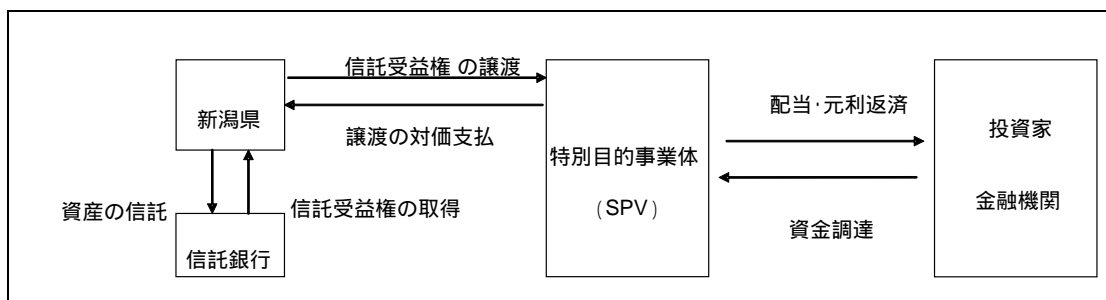 信託受益権 の譲渡
新潟県
譲渡の対価支払
資産の信託
信託受益権の取得
信託銀行
特別目的事業体
(SPV)
配当･元利返済
資金調達
投資家
金融機関